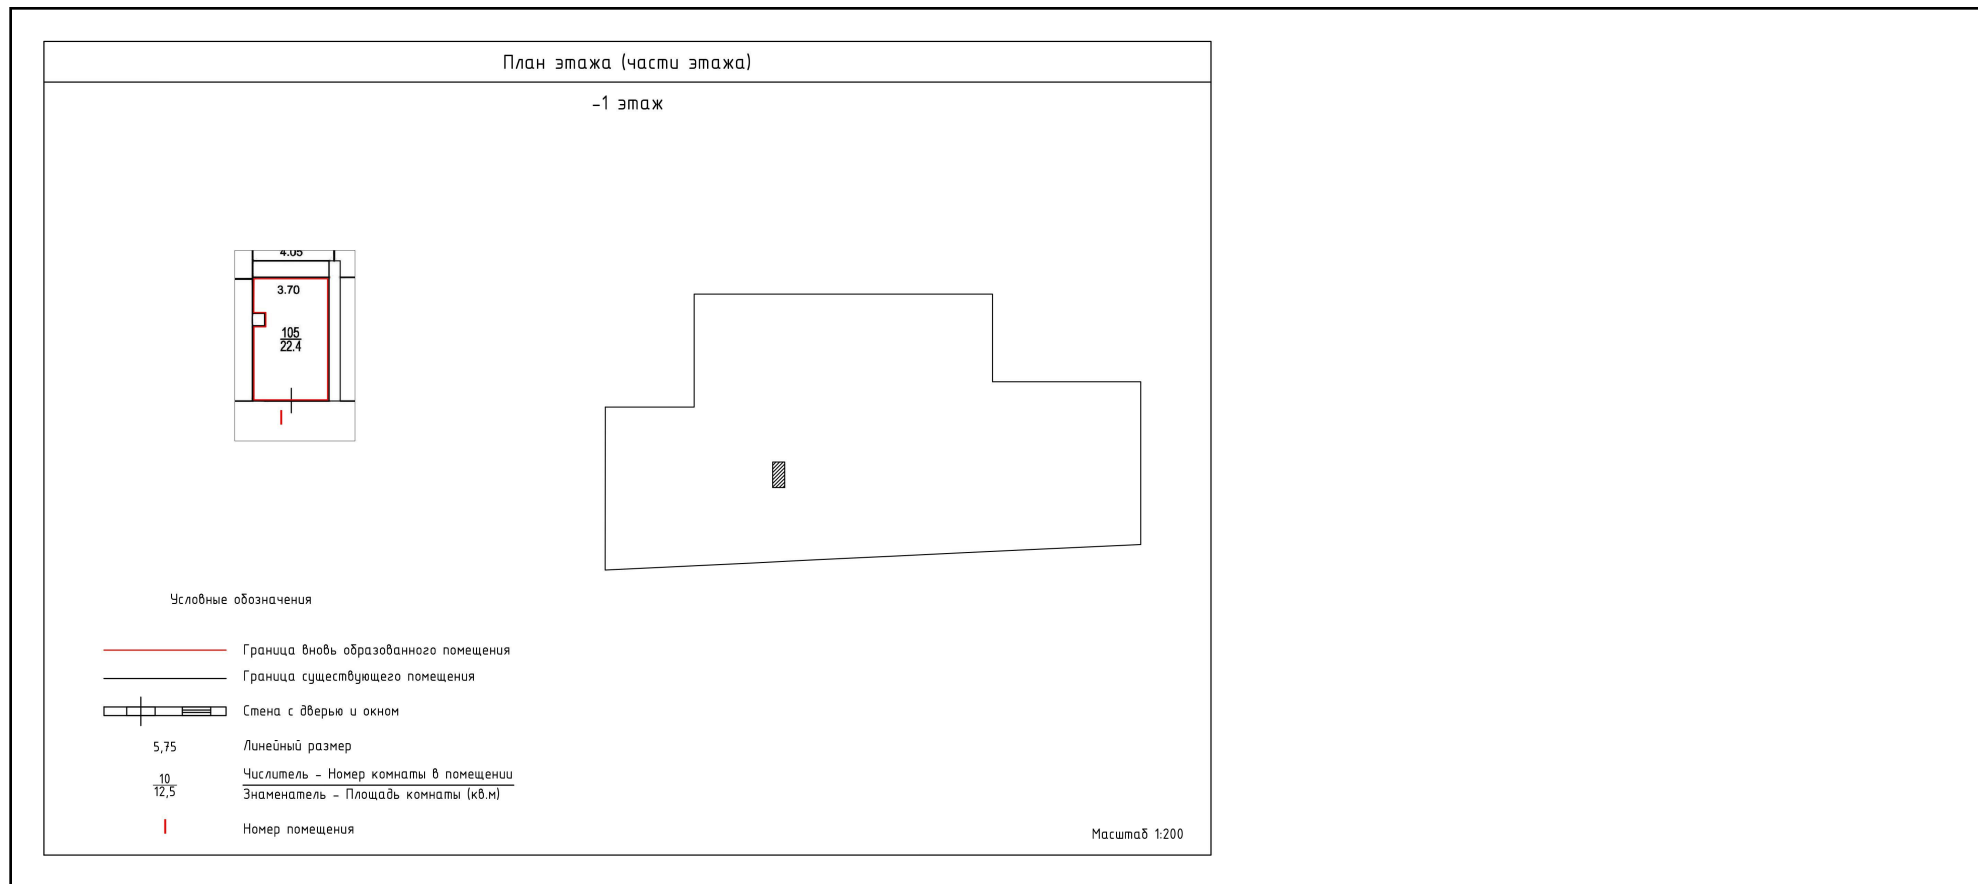 План этажа (части этажа)
-1 этаж
4.05
3.70
105
22.4
I
Условные обозначения
Граница вновь образованного помещения
Граница существующего помещения
Стена с дверью и окном
5,75 Линейный размер
10 Числитель - Номер комнаты в помещении
12,5 Знаменатель - Площадь комнаты (кв.м)
I Номер помещения
Масштаб 1:200